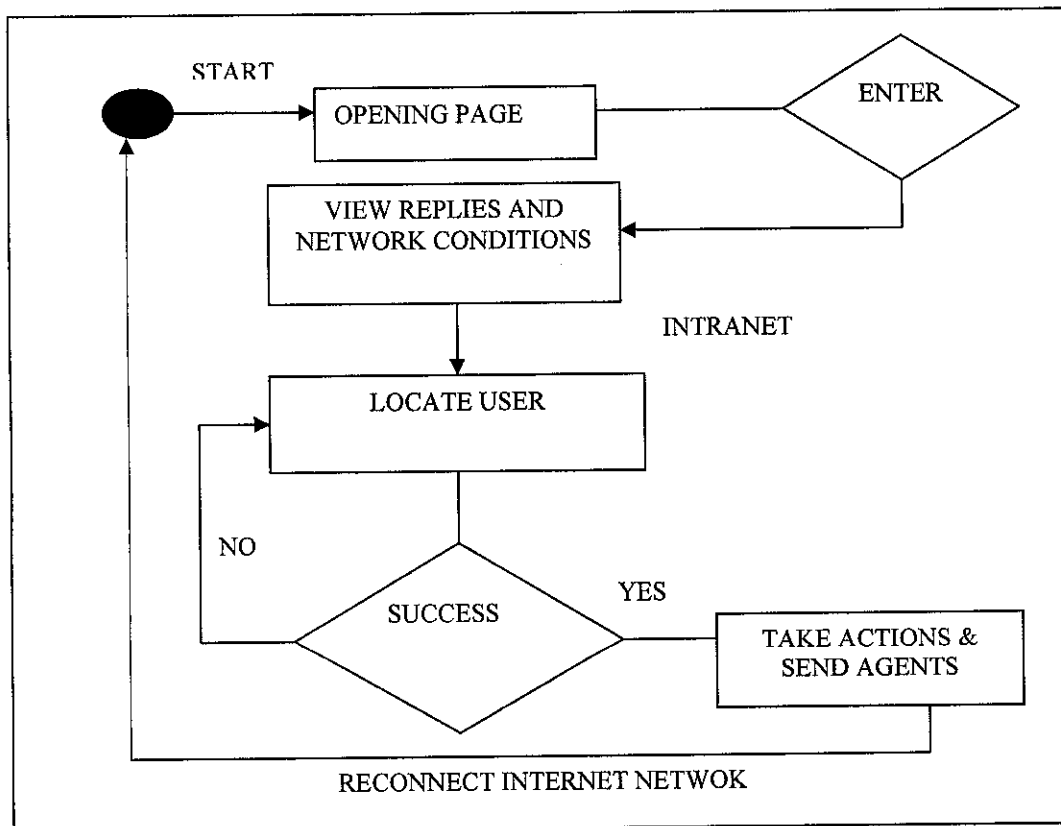 START
OPENING PAGE
ENTER
VIEW REPLIES AND
NETWORK CONDITIONS
INTRANET
LOCATE USER
NO
SUCCESS
YES
TAKE ACTIONS &
SEND AGENTS
RECONNECT INTERNET NETWOK